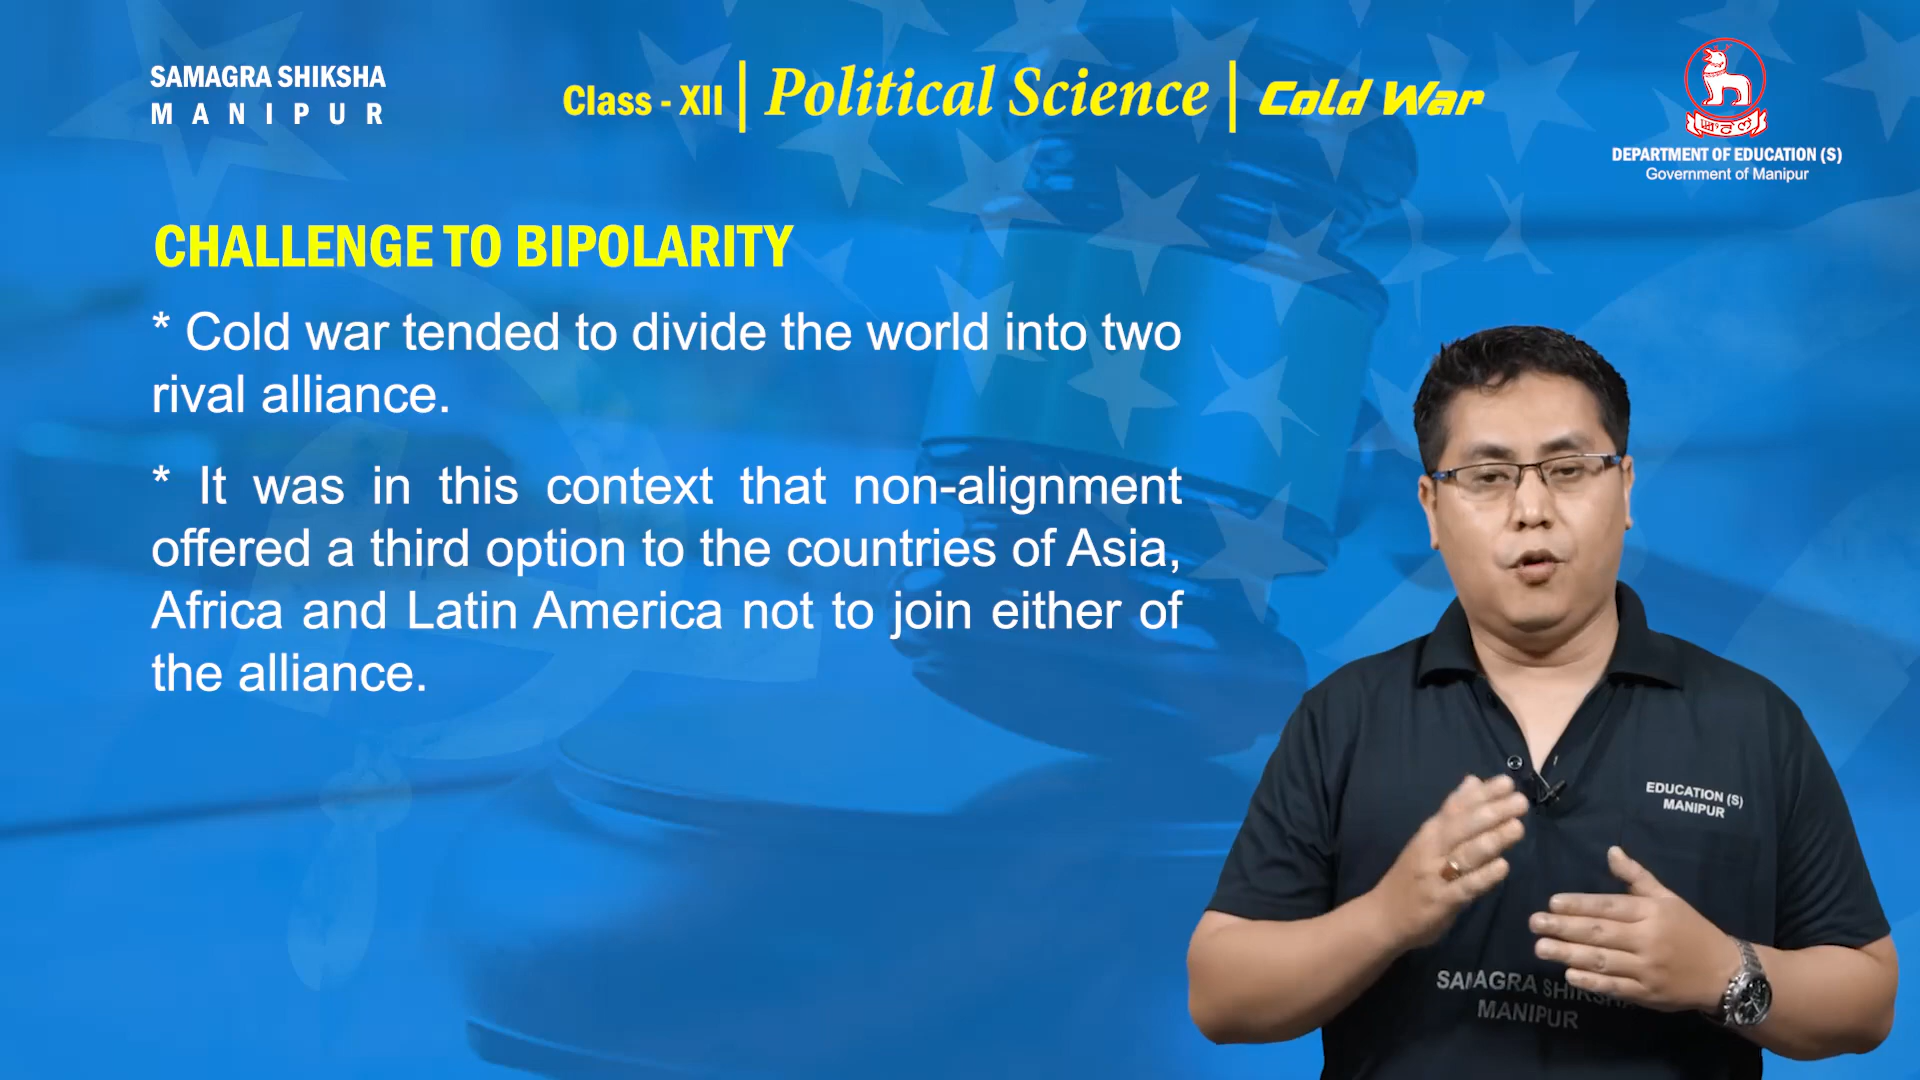 SAMAGRA SHIKSHA
MANIPUR
Class - XII | Political Science | Cold War
DEPARTMENT OF EDUCATION (S)
Government of Manipur
CHALLENGE TO BIPOLARITY
* Cold war tended to divide the world into two
rival alliance.
* It was in this context that non-alignment
offered a third option to the countries of Asia,
Africa and Latin America not to join either of
the alliance.
EDUCATION (S)
MANIPUR
SAMAGRA SHIKSHA
MANIPUR